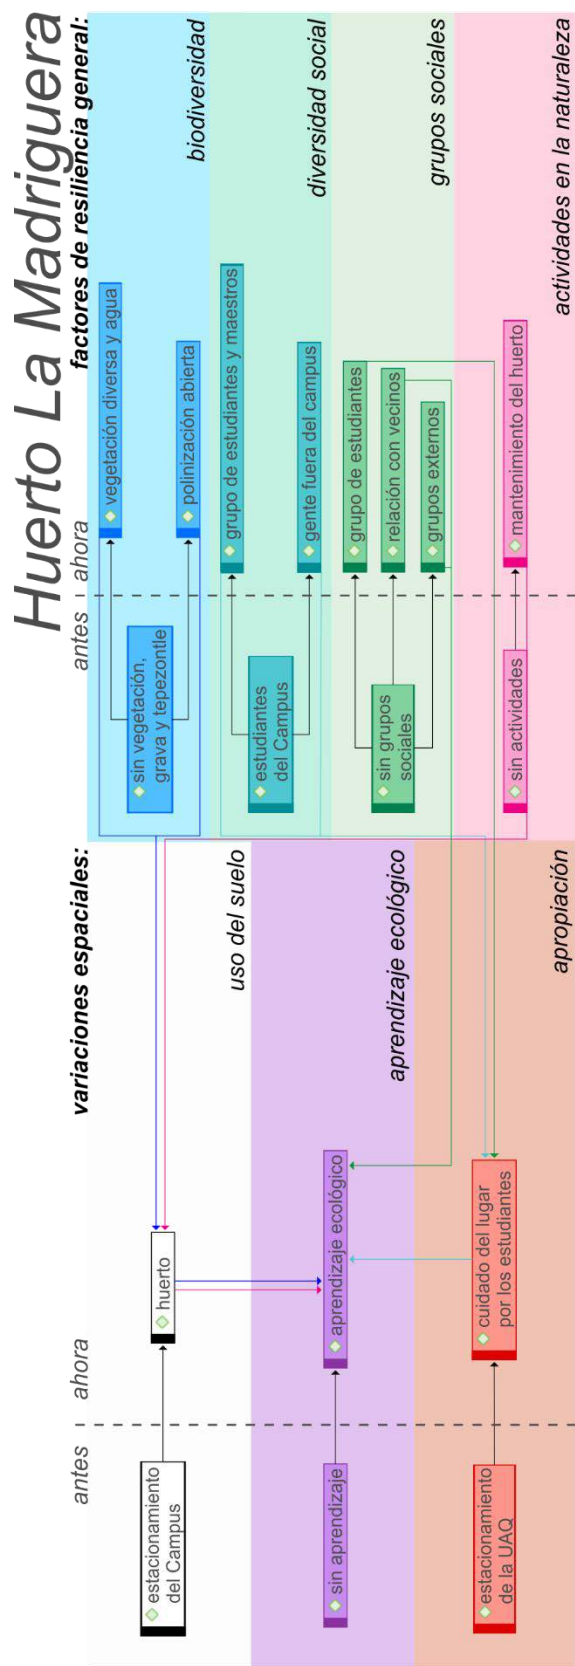 Huerto La Madriguera
variaciones espaciales:
factores de resiliencia general:
antes
ahora
antes
ahora
estacionamiento
del Campus
huerto
uso del suelo
sin aprendizaje
aprendizaje ecológico
aprendizaje ecológico
estacionamiento
de la UAQ
cuidado del lugar
por los estudiantes
apropiación
sin vegetación,
grava y tepezontle
vegetación diversa y agua
polinización abierta
biodiversidad
estudiantes
del Campus
grupo de estudiantes y maestros
gente fuera del campus
diversidad social
sin grupos
sociales
grupo de estudiantes
relación con vecinos
grupos externos
grupos sociales
sin actividades
mantenimiento del huerto
actividades en la naturaleza